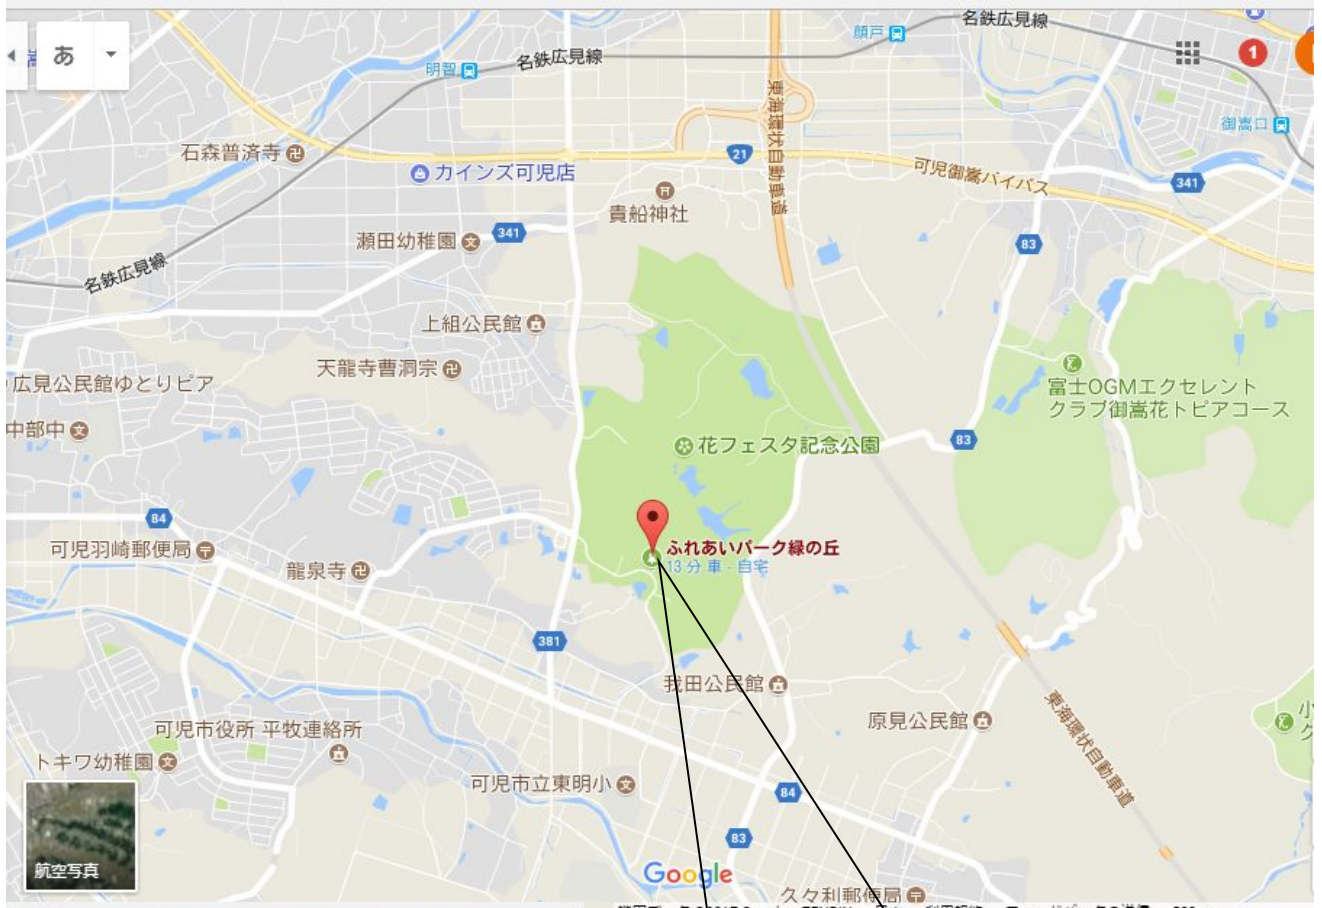 名鉄広見線
顔戸
あ
名鉄広見線
1
明智
東海環状自動車道
御嵩口
石森普済寺
21
カインズ可児店
可児御嵩バイパス
341
貴船神社
瀬田幼稚園
341
83
名鉄広見線
上組公民館
天龍寺曹洞宗
広見公民館ゆとりピア
富士OGMエクセレント
クラブ御嵩花トピアコース
中部中
花フェスタ記念公園
83
84
可児羽崎郵便局
ふれあいパーク緑の丘
13 分 車 - 自宅
龍泉寺
381
我田公民館
原見公民館
東海環状自動車道
小
ク
可児市役所 平牧連絡所
トキワ幼稚園
可児市立東明小
84
83
航空写真
Google
久々利郵便局